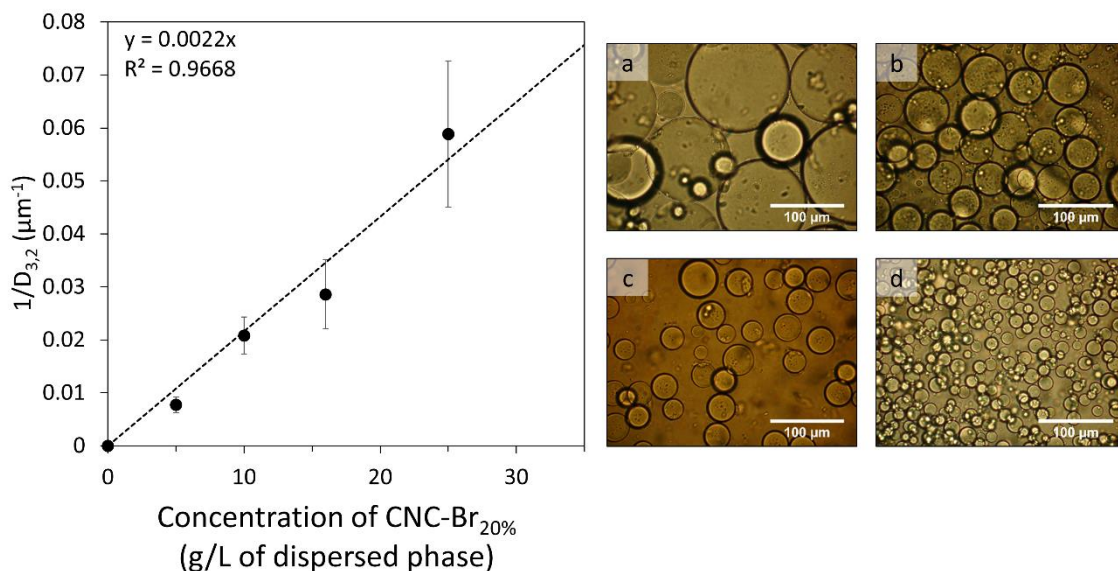 y = 0.0022x
R² = 0.9668
0.08
0.07
0.06
0.05
0.04
0.03
0.02
0.01
0
1/D₃,₂ (µm⁻¹)
0 10 20 30
Concentration of CNC-Br₂₀%
(g/L of dispersed phase)
a
100 µm
b
100 µm
c
100 µm
d
100 µm